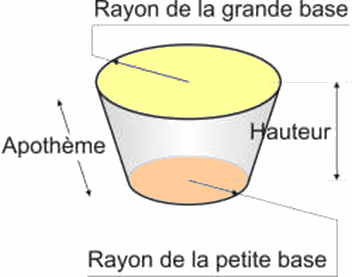 Rayon de la grande base
Hauteur
Apothème
Rayon de la petite base